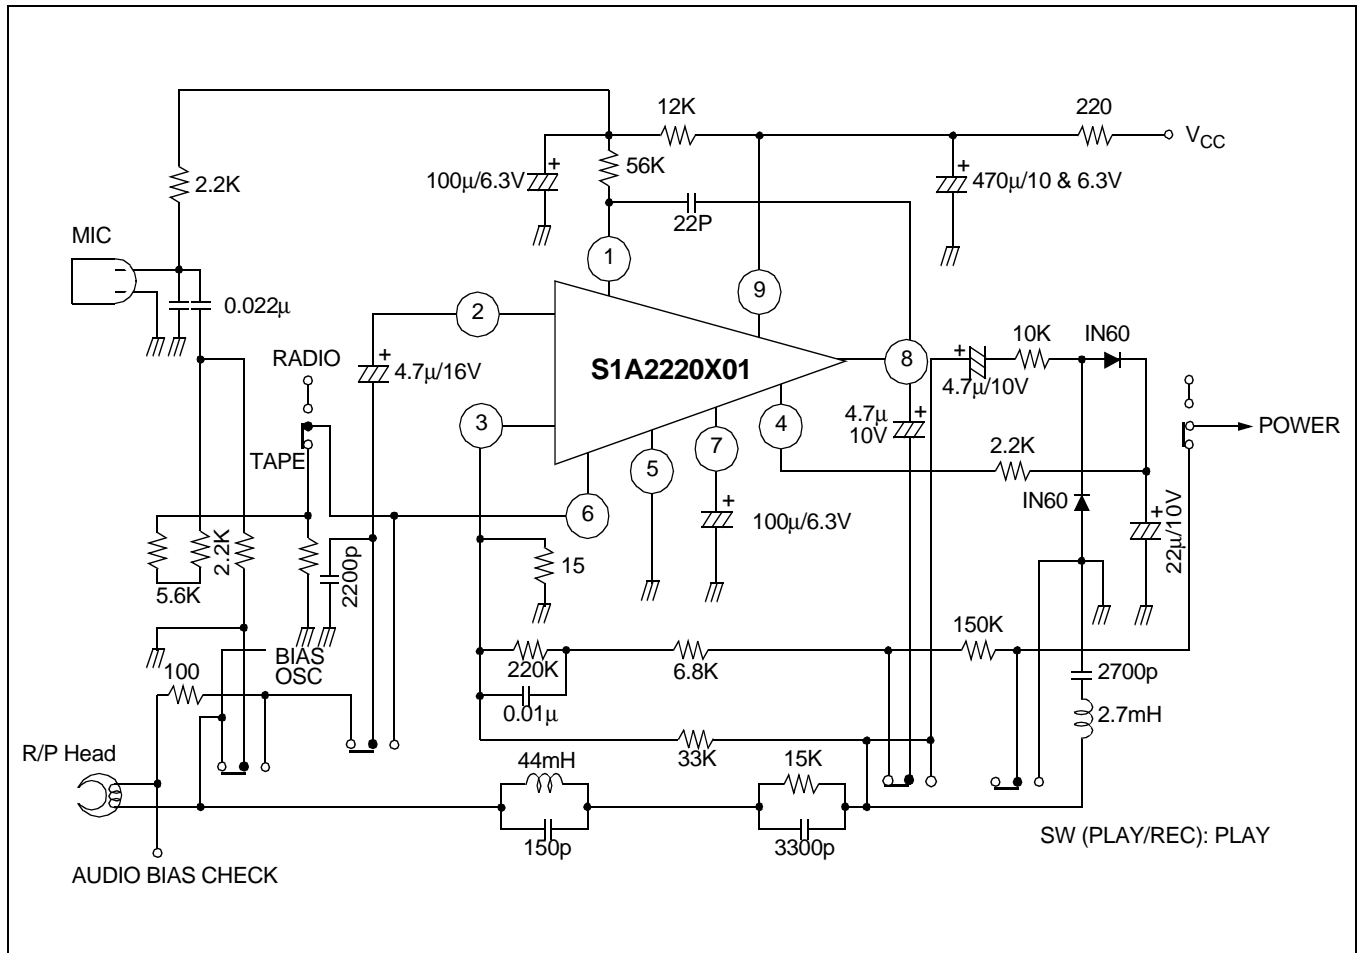 12K
220
V_CC
56K
100μ/6.3V
470μ/10 & 6.3V
2.2K
22P
MIC
1
9
2
0.022μ
10K
IN60
RADIO
4.7μ/16V
S1A2220X01
8
4.7μ/10V
3
4.7μ
10V
4
POWER
TAPE
7
2.2K
5
IN60
6
100μ/6.3V
22μ/10V
2.2K
2200p
15
5.6K
150K
BIAS
OSC
100
220K
6.8K
2700p
0.01μ
2.7mH
R/P Head
33K
44mH
15K
150p
3300p
SW (PLAY/REC): PLAY
AUDIO BIAS CHECK